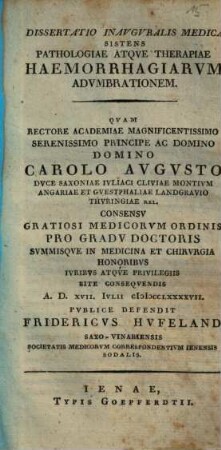 15
DISSERTATIO INAVGVRALIS MEDICA
SISTENS
PATHOLOGIAE ATQVE THERAPIAE
HAEMORRHAGIARVM
ADVMBRATIONEM.
QVAM
RECTORE ACADEMIAE MAGNIFICENTISSIMO
SERENISSIMO PRINCIPE AC DOMINO
DOMINO
CAROLO AVGVSTO
DVCE SAXONIAE IVLIACI CLIVIAE MONTIVM
ANGARIAE ET GVESTPHALIAE LANDGRAVIO
THVRINGIAE REL.
CONSENSV
GRATIOSI MEDICORVM ORDINIS
PRO GRADV DOCTORIS
SVMMISQVE IN MEDICINA ET CHIRVRGIA
HONORIBVS
IVRIBVS ATQVE PRIVILEGIIS
RITE CONSEQVENDIS
A. D. XVII. IVLII cIɔIɔccLXXXXVII.
PVBLICE DEFENDIT
FRIDERICVS HVFELAND
SAXO-VINARIENSIS
SOCIETATIS MEDICORVM CORRESPONDENTIVM IENENSIS
SODALIS.
IENAE,
TYPIS GOEPFERDTII.